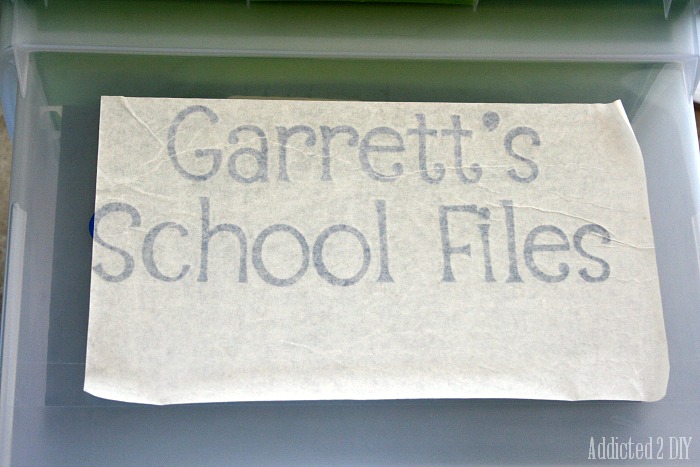 Garrett's
School Files
Addicted 2 DIY